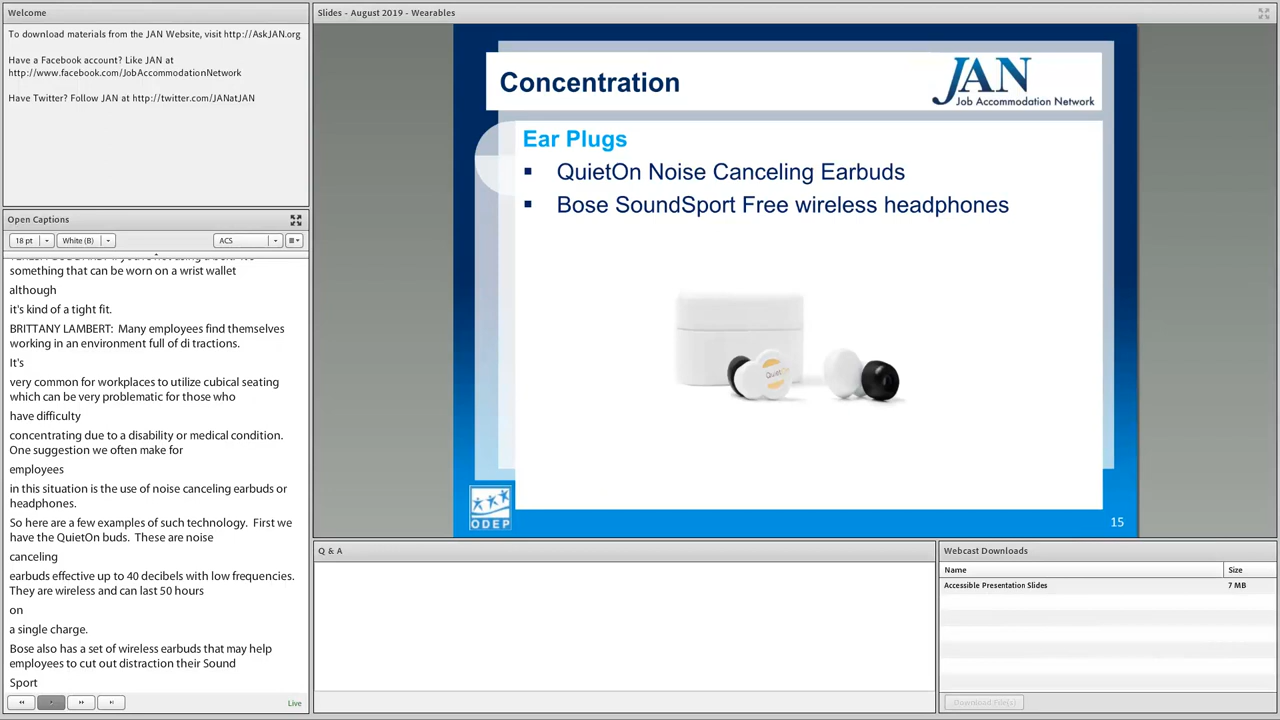 Welcome
To download materials from the JAN Website, visit http://AskJAN.org
Have a Facebook account? Like JAN at
http://www.facebook.com/JobAccommodationNetwork
Have Twitter? Follow JAN at http://twitter.com/JANatJAN
Open Captions
18 pt
White (B)
ACS
something that can be worn on a wrist wallet
although
it's kind of a tight fit.
BRITTANY LAMBERT: Many employees find themselves
working in an environment full of di tractions.
It's
very common for workplaces to utilize cubical seating
which can be very problematic for those who
have difficulty
concentrating due to a disability or medical condition.
One suggestion we often make for
employees
in this situation is the use of noise canceling earbuds or
headphones.
So here are a few examples of such technology. First we
have the QuietOn buds. These are noise
canceling
earbuds effective up to 40 decibels with low frequencies.
They are wireless and can last 50 hours
on
a single charge.
Bose also has a set of wireless earbuds that may help
employees to cut out distraction their Sound
Sport
Live
Slides - August 2019 - Wearables
Concentration
JAN
Job Accommodation Network
Ear Plugs
▪ QuietOn Noise Canceling Earbuds
▪ Bose SoundSport Free wireless headphones
ODEP
15
Q & A
Webcast Downloads
Name Size
Accessible Presentation Slides 7 MB
Download File(s)